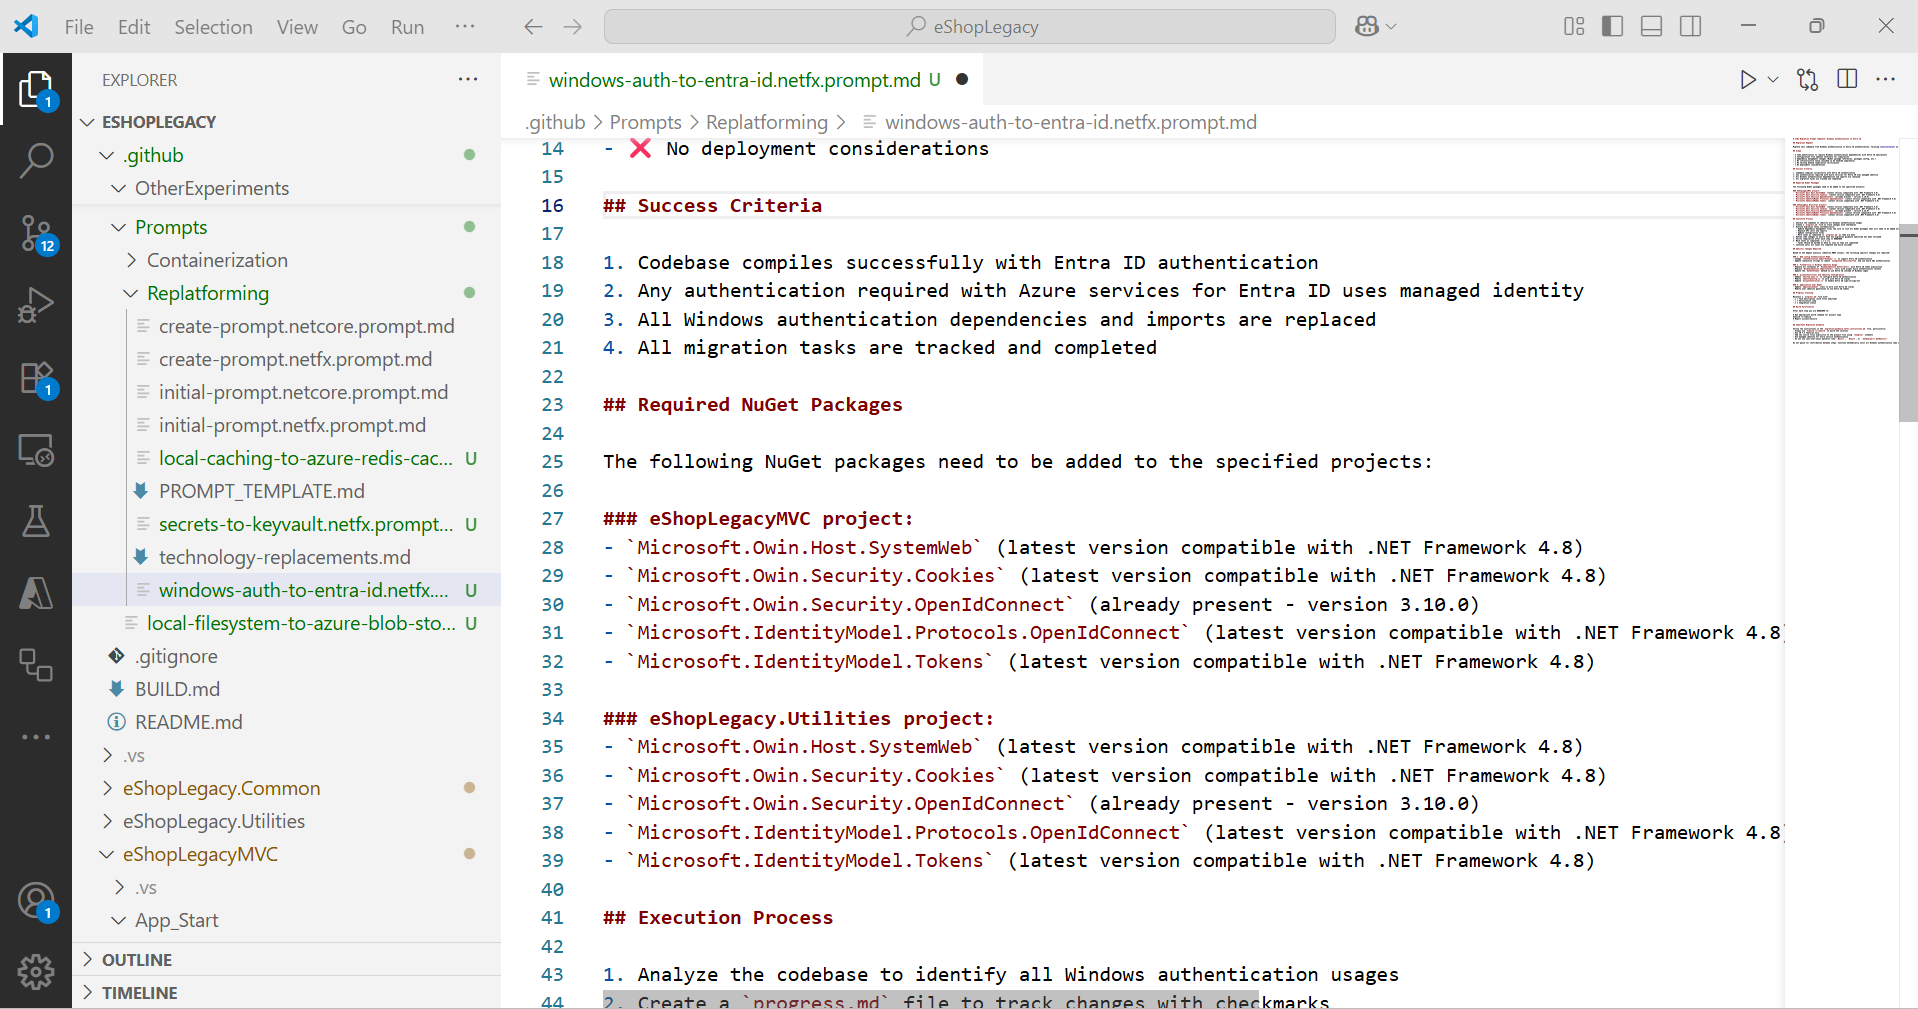 File Edit Selection View Go Run ···
eShopLegacy
EXPLORER
ESHOPLEGACY
.github
OtherExperiments
Prompts
Containerization
Replatforming
create-prompt.netcore.prompt.md
create-prompt.netfx.prompt.md
initial-prompt.netcore.prompt.md
initial-prompt.netfx.prompt.md
local-caching-to-azure-redis-cac... U
PROMPT_TEMPLATE.md
secrets-to-keyvault.netfx.prompt... U
technology-replacements.md
windows-auth-to-entra-id.netfx.... U
local-filesystem-to-azure-blob-sto... U
.gitignore
BUILD.md
README.md
.vs
eShopLegacy.Common
eShopLegacy.Utilities
eShopLegacyMVC
.vs
App_Start
OUTLINE
TIMELINE
1
12
1
1
windows-auth-to-entra-id.netfx.prompt.md U
.github > Prompts > Replatforming > windows-auth-to-entra-id.netfx.prompt.md
14 - ❌ No deployment considerations
15
16 ## Success Criteria
17
18 1. Codebase compiles successfully with Entra ID authentication
19 2. Any authentication required with Azure services for Entra ID uses managed identity
20 3. All Windows authentication dependencies and imports are replaced
21 4. All migration tasks are tracked and completed
22
23 ## Required NuGet Packages
24
25 The following NuGet packages need to be added to the specified projects:
26
27 ### eShopLegacyMVC project:
28 - `Microsoft.Owin.Host.SystemWeb` (latest version compatible with .NET Framework 4.8)
29 - `Microsoft.Owin.Security.Cookies` (latest version compatible with .NET Framework 4.8)
30 - `Microsoft.Owin.Security.OpenIdConnect` (already present - version 3.10.0)
31 - `Microsoft.IdentityModel.Protocols.OpenIdConnect` (latest version compatible with .NET Framework 4.8)
32 - `Microsoft.IdentityModel.Tokens` (latest version compatible with .NET Framework 4.8)
33
34 ### eShopLegacy.Utilities project:
35 - `Microsoft.Owin.Host.SystemWeb` (latest version compatible with .NET Framework 4.8)
36 - `Microsoft.Owin.Security.Cookies` (latest version compatible with .NET Framework 4.8)
37 - `Microsoft.Owin.Security.OpenIdConnect` (already present - version 3.10.0)
38 - `Microsoft.IdentityModel.Protocols.OpenIdConnect` (latest version compatible with .NET Framework 4.8)
39 - `Microsoft.IdentityModel.Tokens` (latest version compatible with .NET Framework 4.8)
40
41 ## Execution Process
42
43 1. Analyze the codebase to identify all Windows authentication usages
44 2. Create a `progress.md` file to track changes with checkmarks